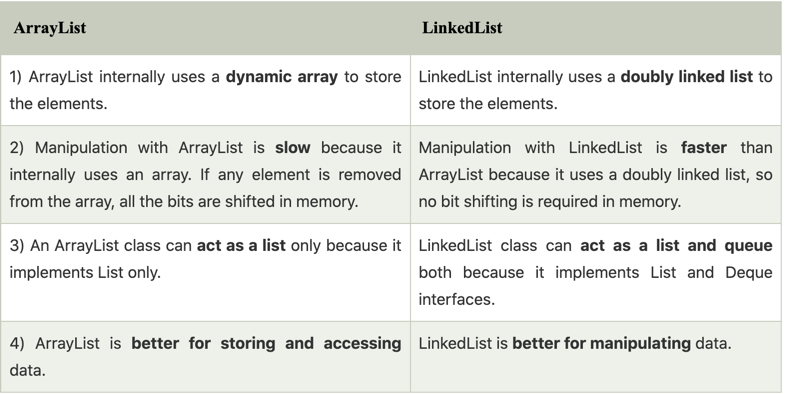 ArrayList
LinkedList
1) ArrayList internally uses a dynamic array to store
the elements.
LinkedList internally uses a doubly linked list to
store the elements.
2) Manipulation with ArrayList is slow because it
internally uses an array. If any element is removed
from the array, all the bits are shifted in memory.
Manipulation with LinkedList is faster than
ArrayList because it uses a doubly linked list, so
no bit shifting is required in memory.
3) An ArrayList class can act as a list only because it
implements List only.
LinkedList class can act as a list and queue
both because it implements List and Deque
interfaces.
4) ArrayList is better for storing and accessing
data.
LinkedList is better for manipulating data.